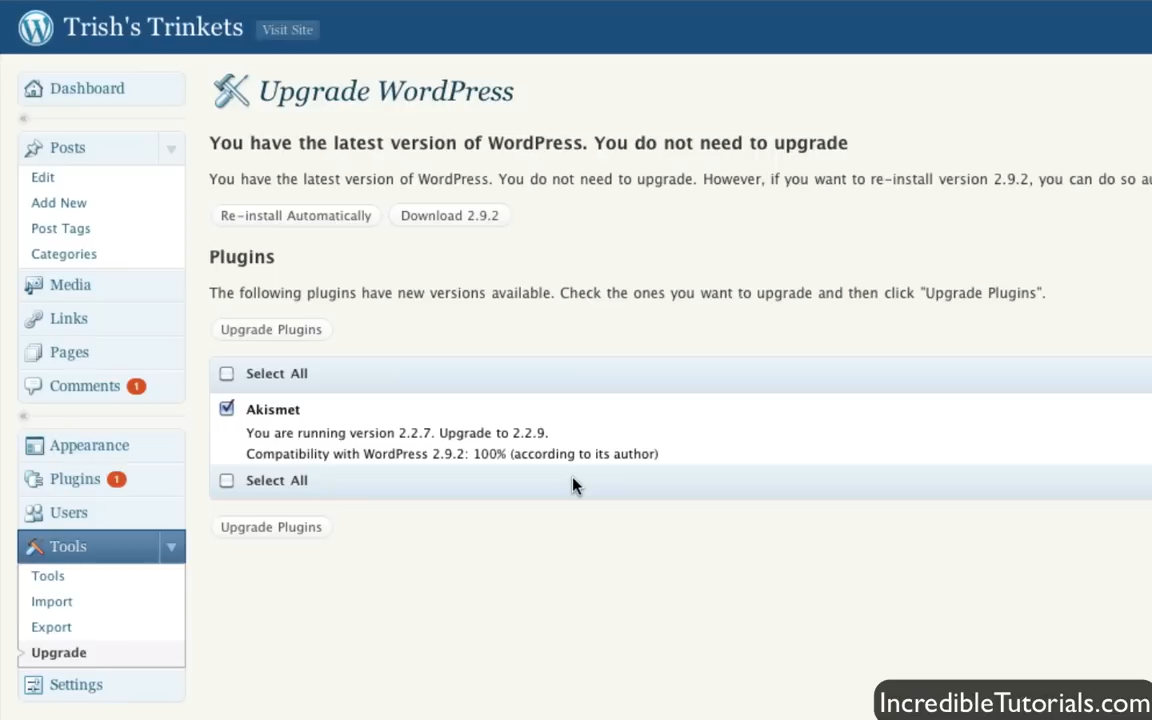 Trish's Trinkets
Visit Site
Dashboard
Posts
Edit
Add New
Post Tags
Categories
Media
Links
Pages
Comments 1
Appearance
Plugins 1
Users
Tools
Tools
Import
Export
Upgrade
Settings
Upgrade WordPress
You have the latest version of WordPress. You do not need to upgrade
You have the latest version of WordPress. You do not need to upgrade. However, if you want to re-install version 2.9.2, you can do so
Re-install Automatically Download 2.9.2
Plugins
The following plugins have new versions available. Check the ones you want to upgrade and then click "Upgrade Plugins".
Upgrade Plugins
Select All
Akismet
You are running version 2.2.7. Upgrade to 2.2.9.
Compatibility with WordPress 2.9.2: 100% (according to its author)
Select All
Upgrade Plugins
IncredibleTutorials.com